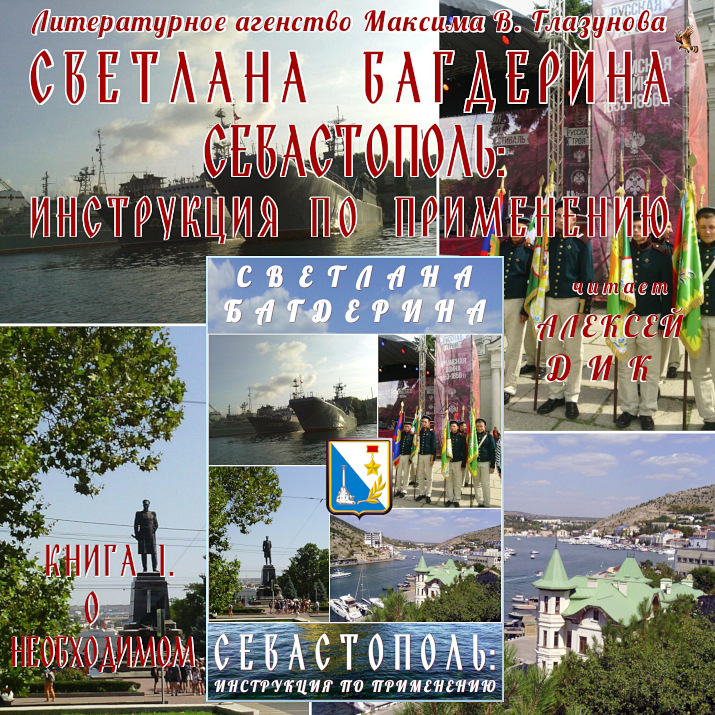 Литературное агенство Максима В. Глазунова
СВЕТЛАНА БАГДЕРИНА
СЕВАСТОПОЛЬ:
ИНСТРУКЦИЯ ПО ПРИМЕНЕНИЮ
читает
АЛЕКСЕЙ
ДИК
СВЕТЛАНА
БАГДЕРИНА
КНИГА 1.
О
НЕОБХОДИМОМ
СЕВАСТОПОЛЬ:
ИНСТРУКЦИЯ ПО ПРИМЕНЕНИЮ